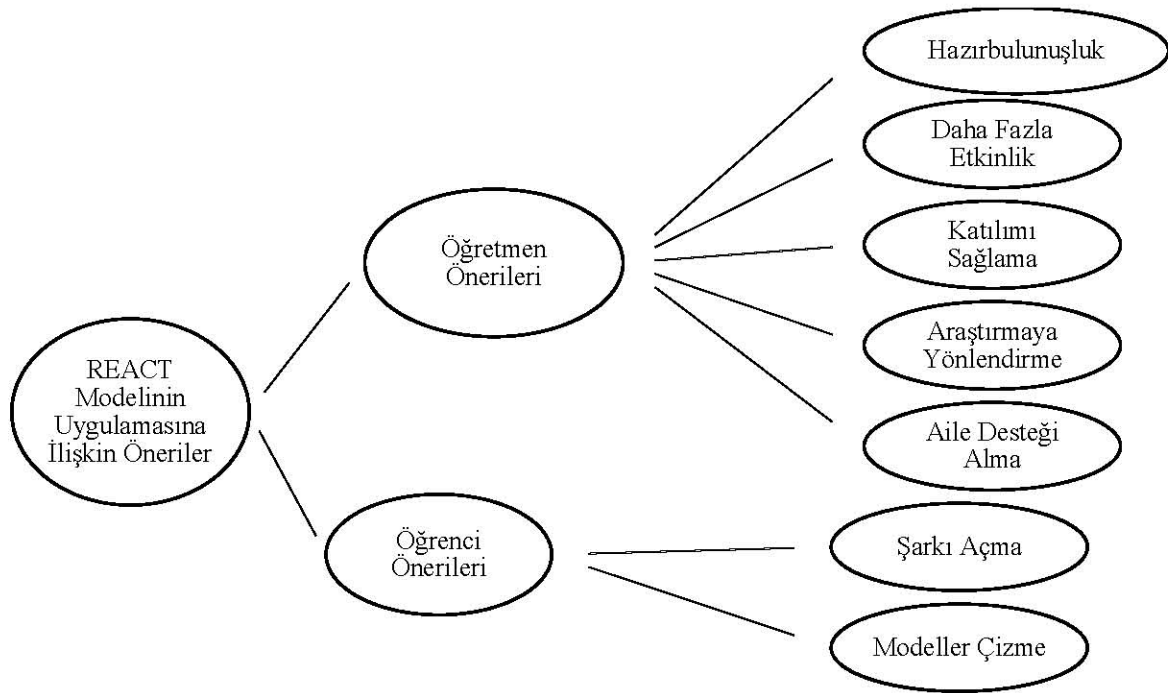 REACT
Modelinin
Uygulamasına
İlişkin Öneriler
Öğretmen
Önerileri
Hazırbulunuşluk
Daha Fazla
Etkinlik
Katılımı
Sağlama
Araştırmaya
Yönlendirme
Aile Desteği
Alma
Öğrenci
Önerileri
Şarkı Açma
Modeller Çizme